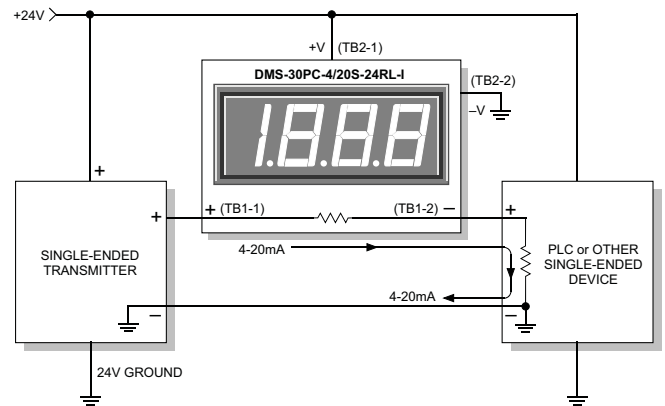 +24V
+V (TB2-1)
DMS-30PC-4/20S-24RL-I
(TB2-2)
–V
1.8.8.8
+
+
+ (TB1-1)
(TB1-2) –
+
SINGLE-ENDED
TRANSMITTER
4-20mA
PLC or OTHER
SINGLE-ENDED
DEVICE
4-20mA
–
–
24V GROUND